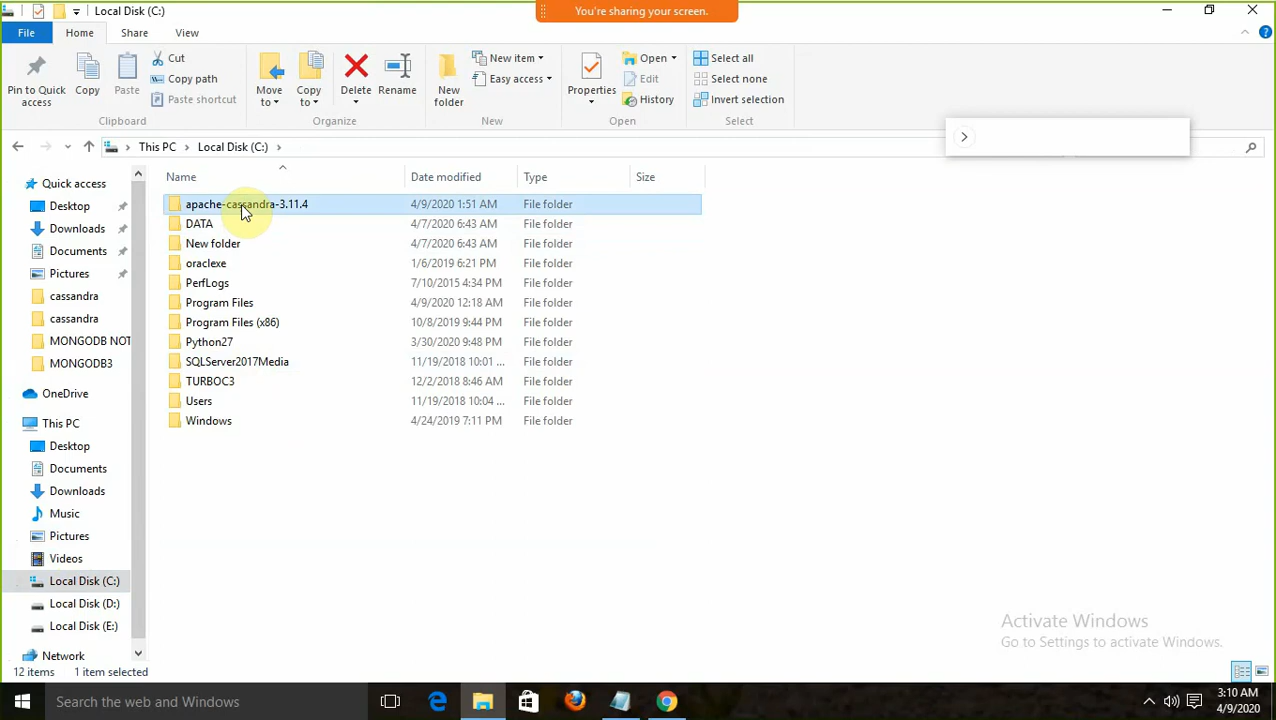 Local Disk (C:)
You're sharing your screen.
File Home Share View
Pin to Quick access
Copy
Paste
Cut
Copy path
Paste shortcut
Clipboard
Move to
Copy to
Delete
Rename
Organize
New folder
New item
Easy access
New
Properties
Open
Edit
History
Open
Select all
Select none
Invert selection
Select
This PC Local Disk (C:)
Name Date modified Type Size
Quick access
Desktop
Downloads
Documents
Pictures
cassandra
cassandra
MONGODB NOT
MONGODB3
OneDrive
This PC
Desktop
Documents
Downloads
Music
Pictures
Videos
Local Disk (C:)
Local Disk (D:)
Local Disk (E:)
Network
apache-cassandra-3.11.4 4/9/2020 1:51 AM File folder
DATA 4/7/2020 6:43 AM File folder
New folder 4/7/2020 6:43 AM File folder
oraclexe 1/6/2019 6:21 PM File folder
PerfLogs 7/10/2015 4:34 PM File folder
Program Files 4/9/2020 12:18 AM File folder
Program Files (x86) 10/8/2019 9:44 PM File folder
Python27 3/30/2020 9:48 PM File folder
SQLServer2017Media 11/19/2018 10:01 ... File folder
TURBOC3 12/2/2018 8:46 AM File folder
Users 11/19/2018 10:04 ... File folder
Windows 4/24/2019 7:11 PM File folder
Activate Windows
Go to Settings to activate Windows.
12 items 1 item selected
Search the web and Windows
3:10 AM
4/9/2020